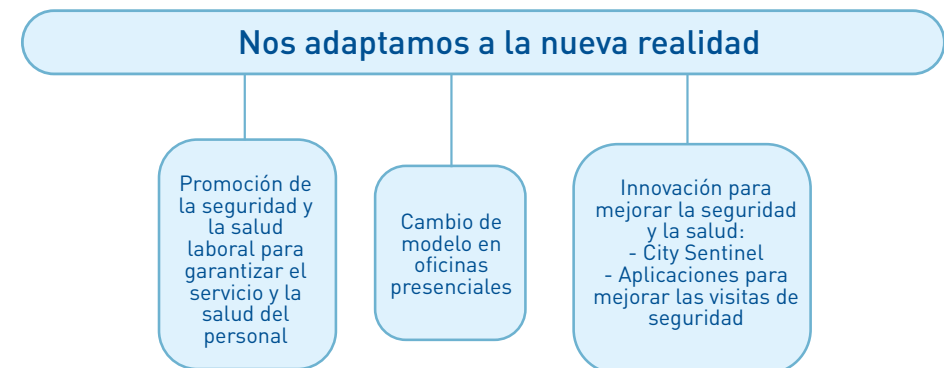 Nos adaptamos a la nueva realidad
Promoción de
la seguridad y
la salud
laboral para
garantizar el
servicio y la
salud del
personal
Cambio de
modelo en
oficinas
presenciales
Innovación para
mejorar la seguridad
y la salud:
- City Sentinel
- Aplicaciones para
mejorar las visitas de
seguridad